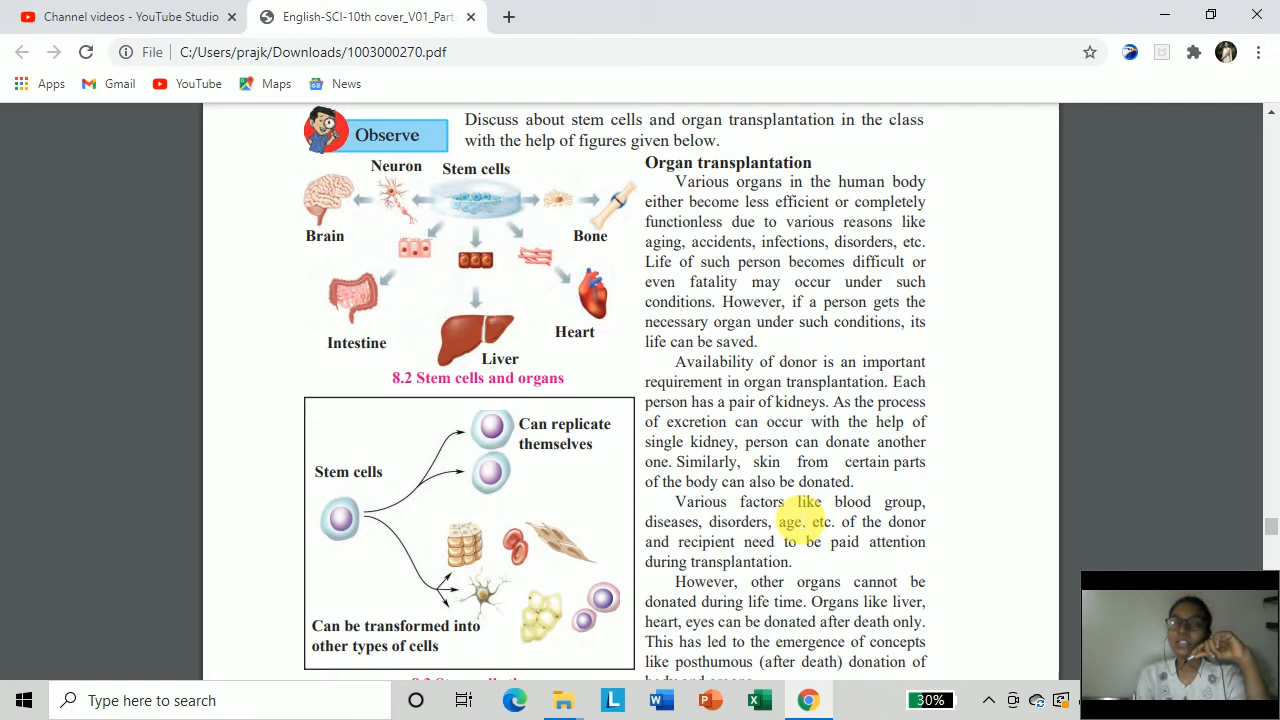 Channel videos - YouTube Studio
English-SCI-10th cover_V01_Part-
File
C:/Users/prajk/Downloads/1003000270.pdf
Apps
Gmail
YouTube
Maps
News
Observe
Discuss about stem cells and organ transplantation in the class
with the help of figures given below.
Neuron
Stem cells
Brain
Bone
Intestine
Heart
Liver
8.2 Stem cells and organs
Can replicate
themselves
Stem cells
Can be transformed into
other types of cells
Organ transplantation
Various organs in the human body
either become less efficient or completely
functionless due to various reasons like
aging, accidents, infections, disorders, etc.
Life of such person becomes difficult or
even fatality may occur under such
conditions. However, if a person gets the
necessary organ under such conditions, its
life can be saved.
Availability of donor is an important
requirement in organ transplantation. Each
person has a pair of kidneys. As the process
of excretion can occur with the help of
single kidney, person can donate another
one. Similarly, skin from certain parts
of the body can also be donated.
Various factors like blood group,
diseases, disorders, age, etc. of the donor
and recipient need to be paid attention
during transplantation.
However, other organs cannot be
donated during life time. Organs like liver,
heart, eyes can be donated after death only.
This has led to the emergence of concepts
like posthumous (after death) donation of
Type here to search
30%